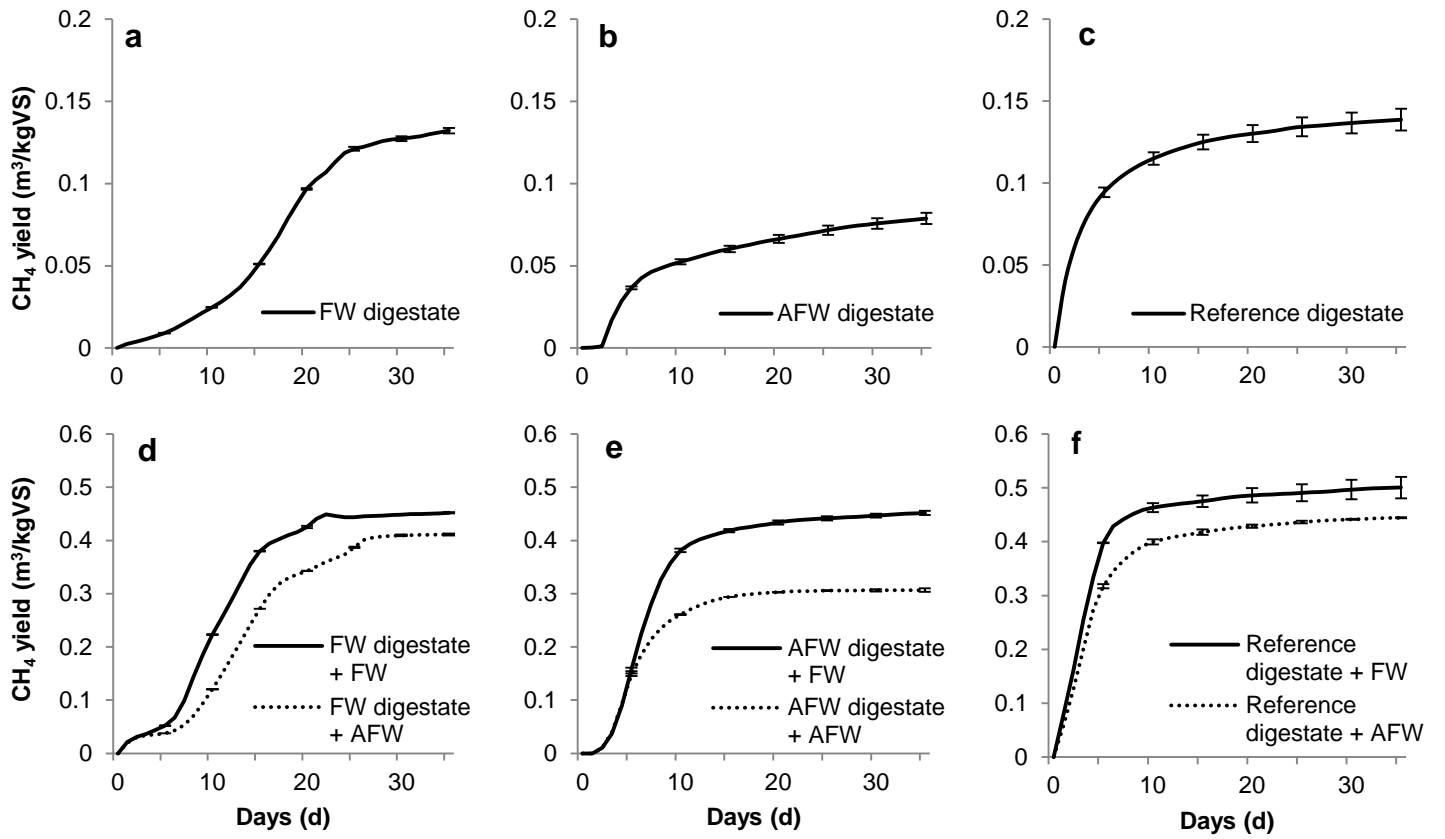 a
CH4 yield (m³/kgVS)
0.2
0.15
0.1
0.05
0
FW digestate
0
10
20
30
b
0.2
0.15
0.1
0.05
0
AFW digestate
0
10
20
30
c
0.2
0.15
0.1
0.05
0
Reference digestate
0
10
20
30
d
CH4 yield (m³/kgVS)
0.6
0.5
0.4
0.3
0.2
0.1
0
FW digestate
+ FW
FW digestate
+ AFW
0
10
20
30
Days (d)
e
0.6
0.5
0.4
0.3
0.2
0.1
0
AFW digestate
+ FW
AFW digestate
+ AFW
0
10
20
30
Days (d)
f
0.6
0.5
0.4
0.3
0.2
0.1
0
Reference
digestate + FW
Reference
digestate + AFW
0
10
20
30
Days (d)